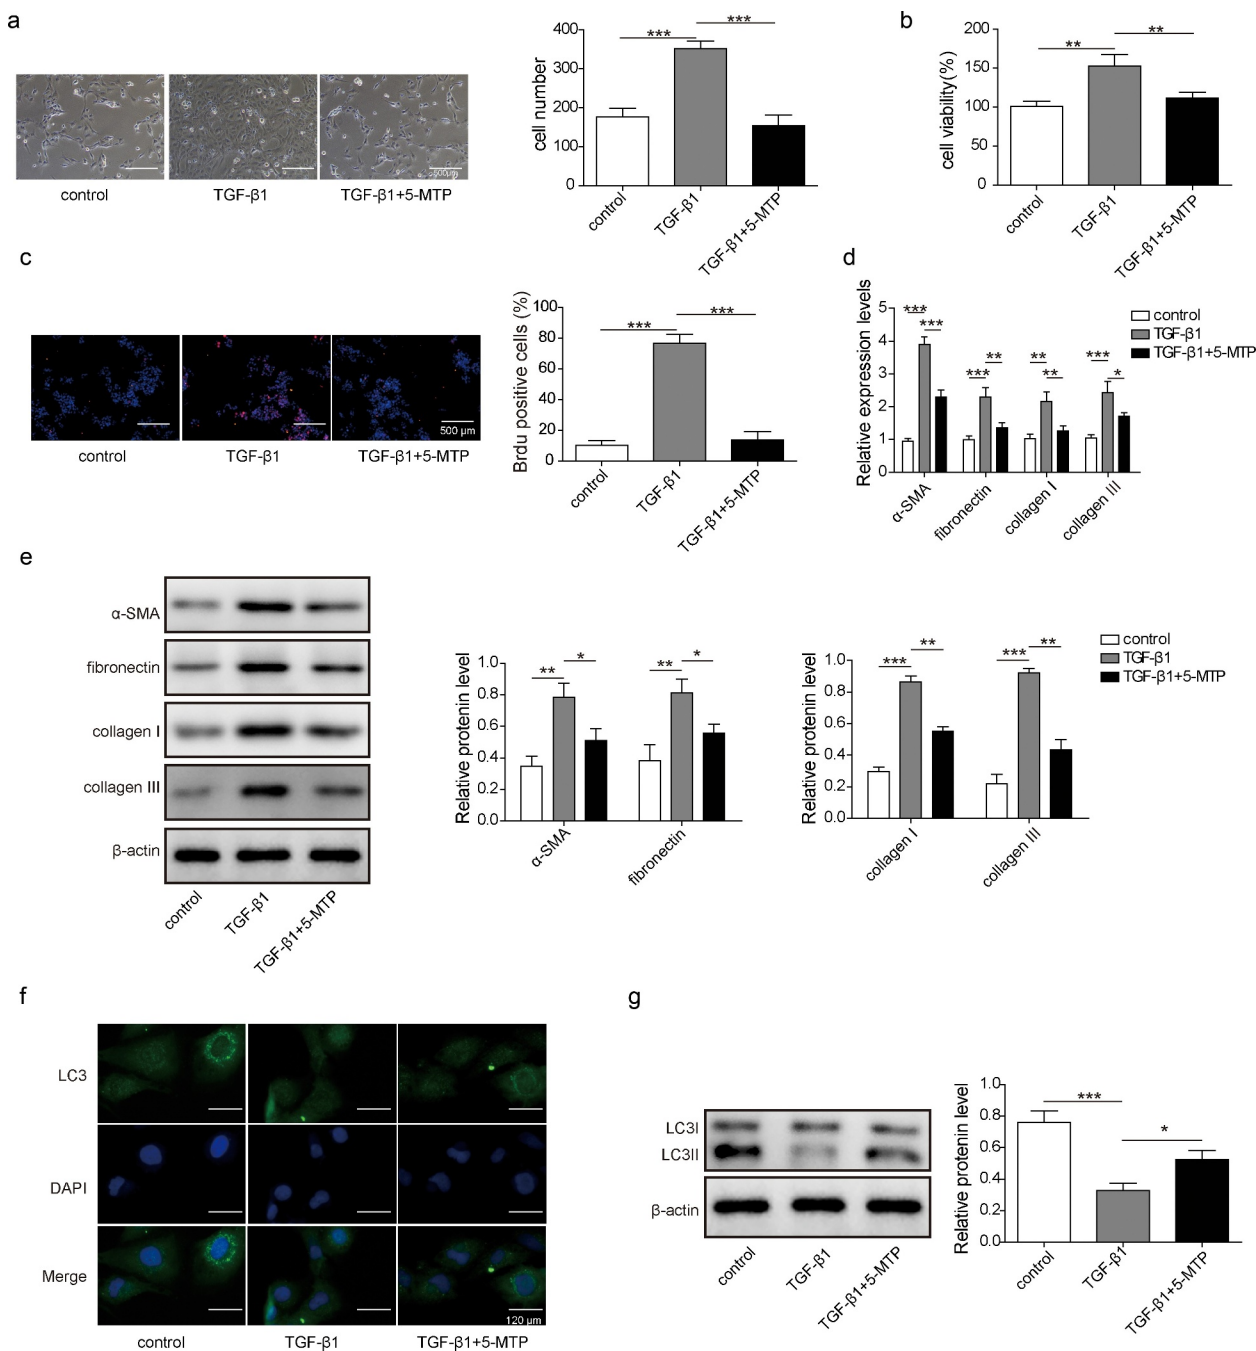 a
control
TGF-β1
TGF-β1+5-MTP
500μm
cell number
400
300
200
100
0
***
***
control
TGF-β1
TGF-β1+5-MTP
b
cell viability(%)
200
150
100
50
0
**
**
control
TGF-β1
TGF-β1+5-MTP
c
control
TGF-β1
TGF-β1+5-MTP
500 μm
Brdu positive cells (%)
100
80
60
40
20
0
***
***
control
TGF-β1
TGF-β1+5-MTP
d
Relative expression levels
5
4
3
2
1
0
***
***
***
**
**
**
***
*
α-SMA
fibronectin
collagen I
collagen III
control
TGF-β1
TGF-β1+5-MTP
e
α-SMA
fibronectin
collagen I
collagen III
β-actin
control
TGF-β1
TGF-β1+5-MTP
Relative protenin level
1.0
0.8
0.6
0.4
0.2
0.0
**
*
**
*
α-SMA
fibronectin
Relative protenin level
1.0
0.8
0.6
0.4
0.2
0.0
***
**
***
**
collagen I
collagen III
control
TGF-β1
TGF-β1+5-MTP
f
LC3
DAPI
Merge
120 μm
control
TGF-β1
TGF-β1+5-MTP
g
LC3I
LC3II
β-actin
control
TGF-β1
TGF-β1+5-MTP
Relative protenin level
1.0
0.8
0.6
0.4
0.2
0.0
***
*
control
TGF-β1
TGF-β1+5-MTP